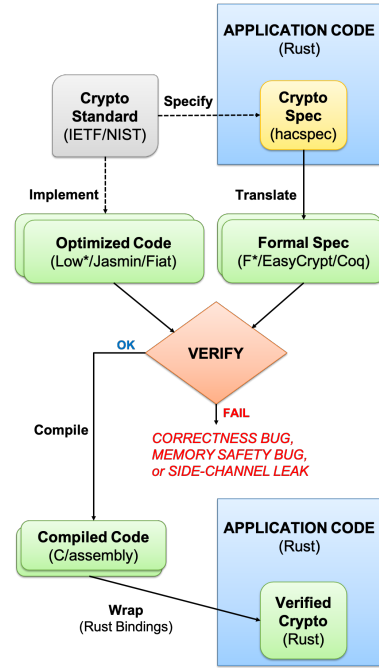 APPLICATION CODE
(Rust)
Crypto
Standard
(IETF/NIST)
Specify
Crypto
Spec
(hacspec)
Implement
Translate
Optimized Code
(Low*/Jasmin/Fiat)
Formal Spec
(F*/EasyCrypt/Coq)
VERIFY
OK
FAIL
CORRECTNESS BUG,
MEMORY SAFETY BUG,
or SIDE-CHANNEL LEAK
Compile
Compiled Code
(C/assembly)
APPLICATION CODE
(Rust)
Wrap
(Rust Bindings)
Verified
Crypto
(Rust)